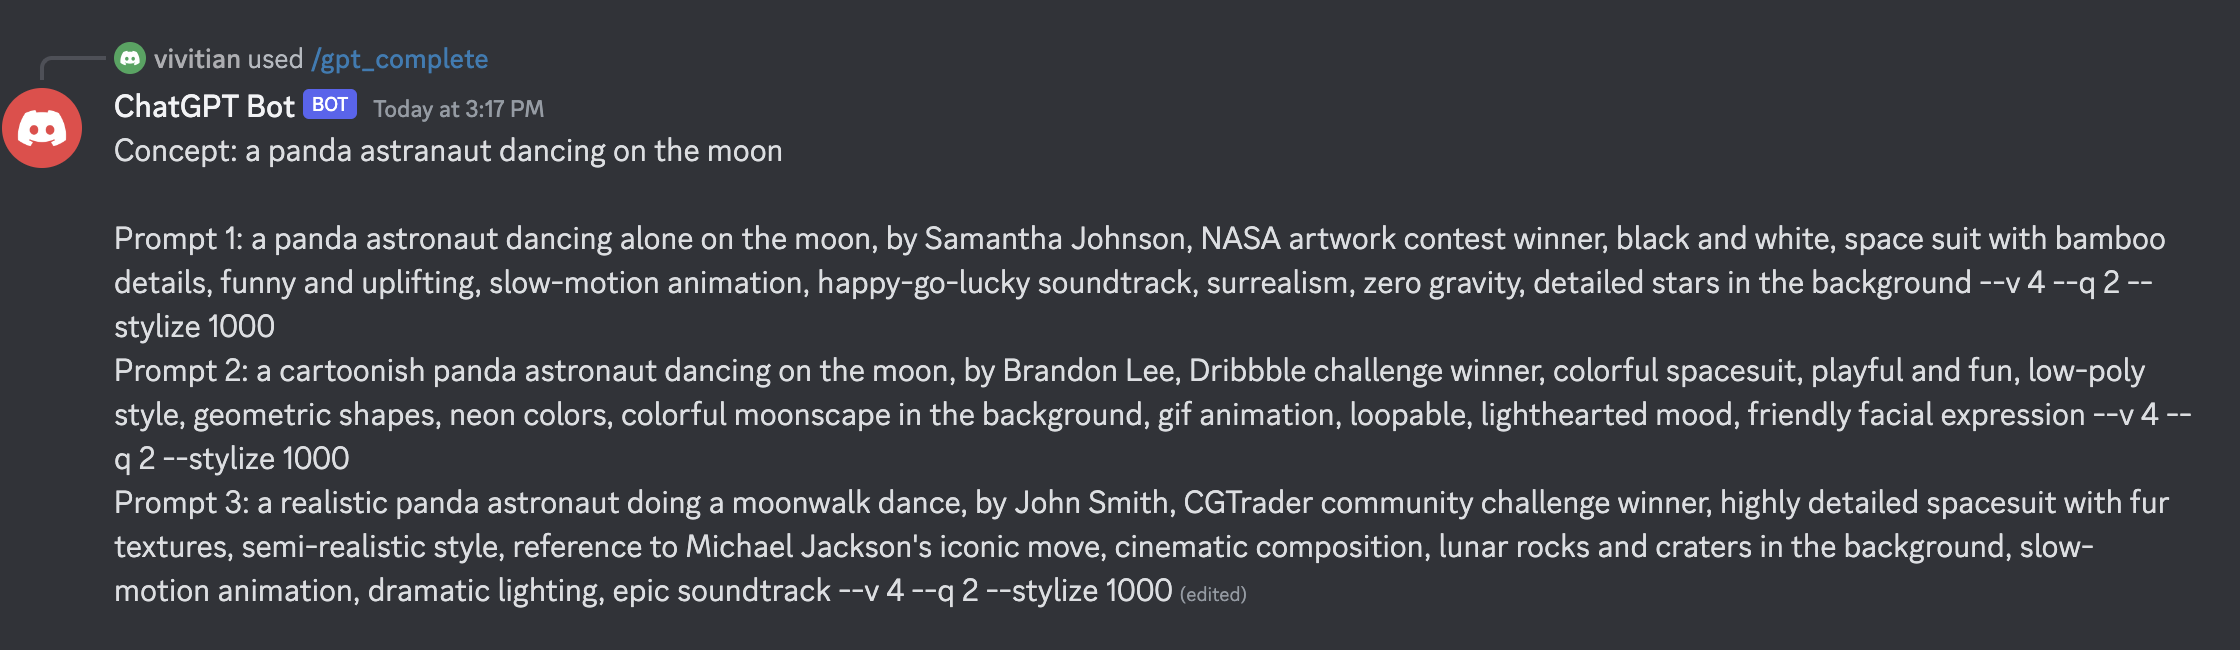 vivitian used /gpt_complete
ChatGPT Bot BOT Today at 3:17 PM
Concept: a panda astranaut dancing on the moon
Prompt 1: a panda astronaut dancing alone on the moon, by Samantha Johnson, NASA artwork contest winner, black and white, space suit with bamboo
details, funny and uplifting, slow-motion animation, happy-go-lucky soundtrack, surrealism, zero gravity, detailed stars in the background --v 4 --q 2 --
stylize 1000
Prompt 2: a cartoonish panda astronaut dancing on the moon, by Brandon Lee, Dribbble challenge winner, colorful spacesuit, playful and fun, low-poly
style, geometric shapes, neon colors, colorful moonscape in the background, gif animation, loopable, lighthearted mood, friendly facial expression --v 4 --
q 2 --stylize 1000
Prompt 3: a realistic panda astronaut doing a moonwalk dance, by John Smith, CGTrader community challenge winner, highly detailed spacesuit with fur
textures, semi-realistic style, reference to Michael Jackson's iconic move, cinematic composition, lunar rocks and craters in the background, slow-
motion animation, dramatic lighting, epic soundtrack --v 4 --q 2 --stylize 1000 (edited)